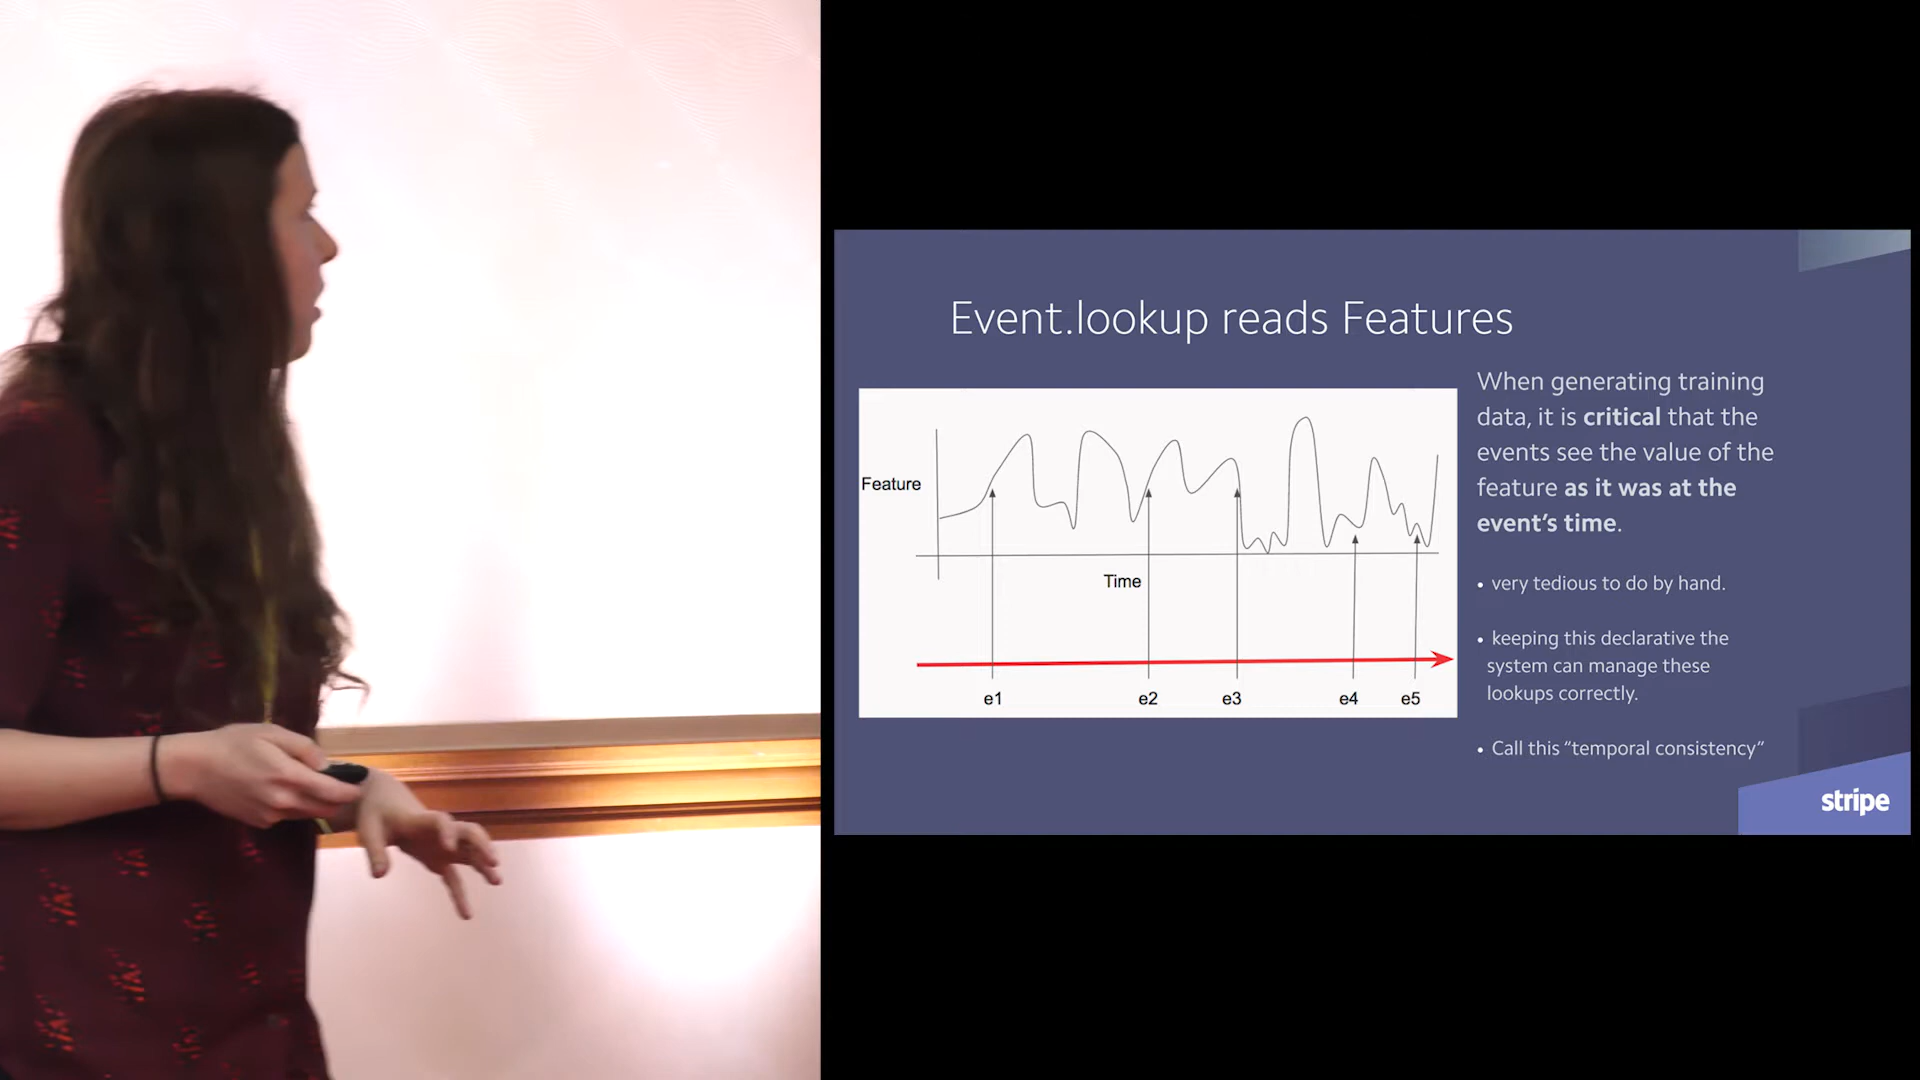 Event.lookup reads Features
Feature
Time
e1 e2 e3 e4 e5
When generating training
data, it is critical that the
events see the value of the
feature as it was at the
event’s time.
• very tedious to do by hand.
• keeping this declarative the
system can manage these
lookups correctly.
• Call this “temporal consistency”
stripe